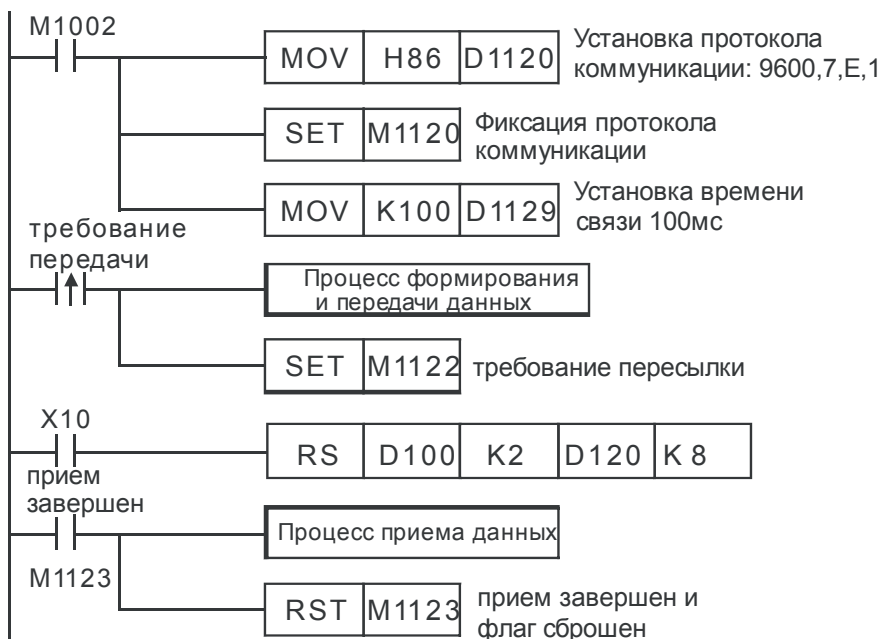 M1002
MOV H86 D1120
Установка протокола
коммуникации: 9600,7,E,1
SET M1120
Фиксация протокола
коммуникации
MOV K100 D1129
Установка времени
связи 100мс
требование
передачи
Процесс формирования
и передачи данных
SET M1122
требование пересылки
X10
RS D100 K2 D120 K 8
прием
завершен
Процесс приема данных
M1123
RST M1123
прием завершен и
флаг сброшен